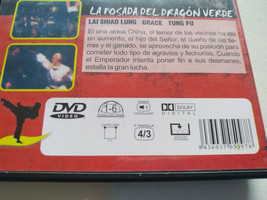 LA POSADA DEL DRAGÓN VERDE
LAI SHIAO LUNG GRACE YUNG FU
El una aldea China, el temor de los vecinos ha ido
en aumento, el hijo del Señor, el dueño de las tie-
rras y el ganado, se aprovecha de su posición para
cometer todo tipo de agravios y fechorías. Cuando
el Emperador intenta poner fin a sus desmanes,
estalla la gran lucha.
DVD
VIDEO
1-6
DOLBY
DIGITAL
4/3